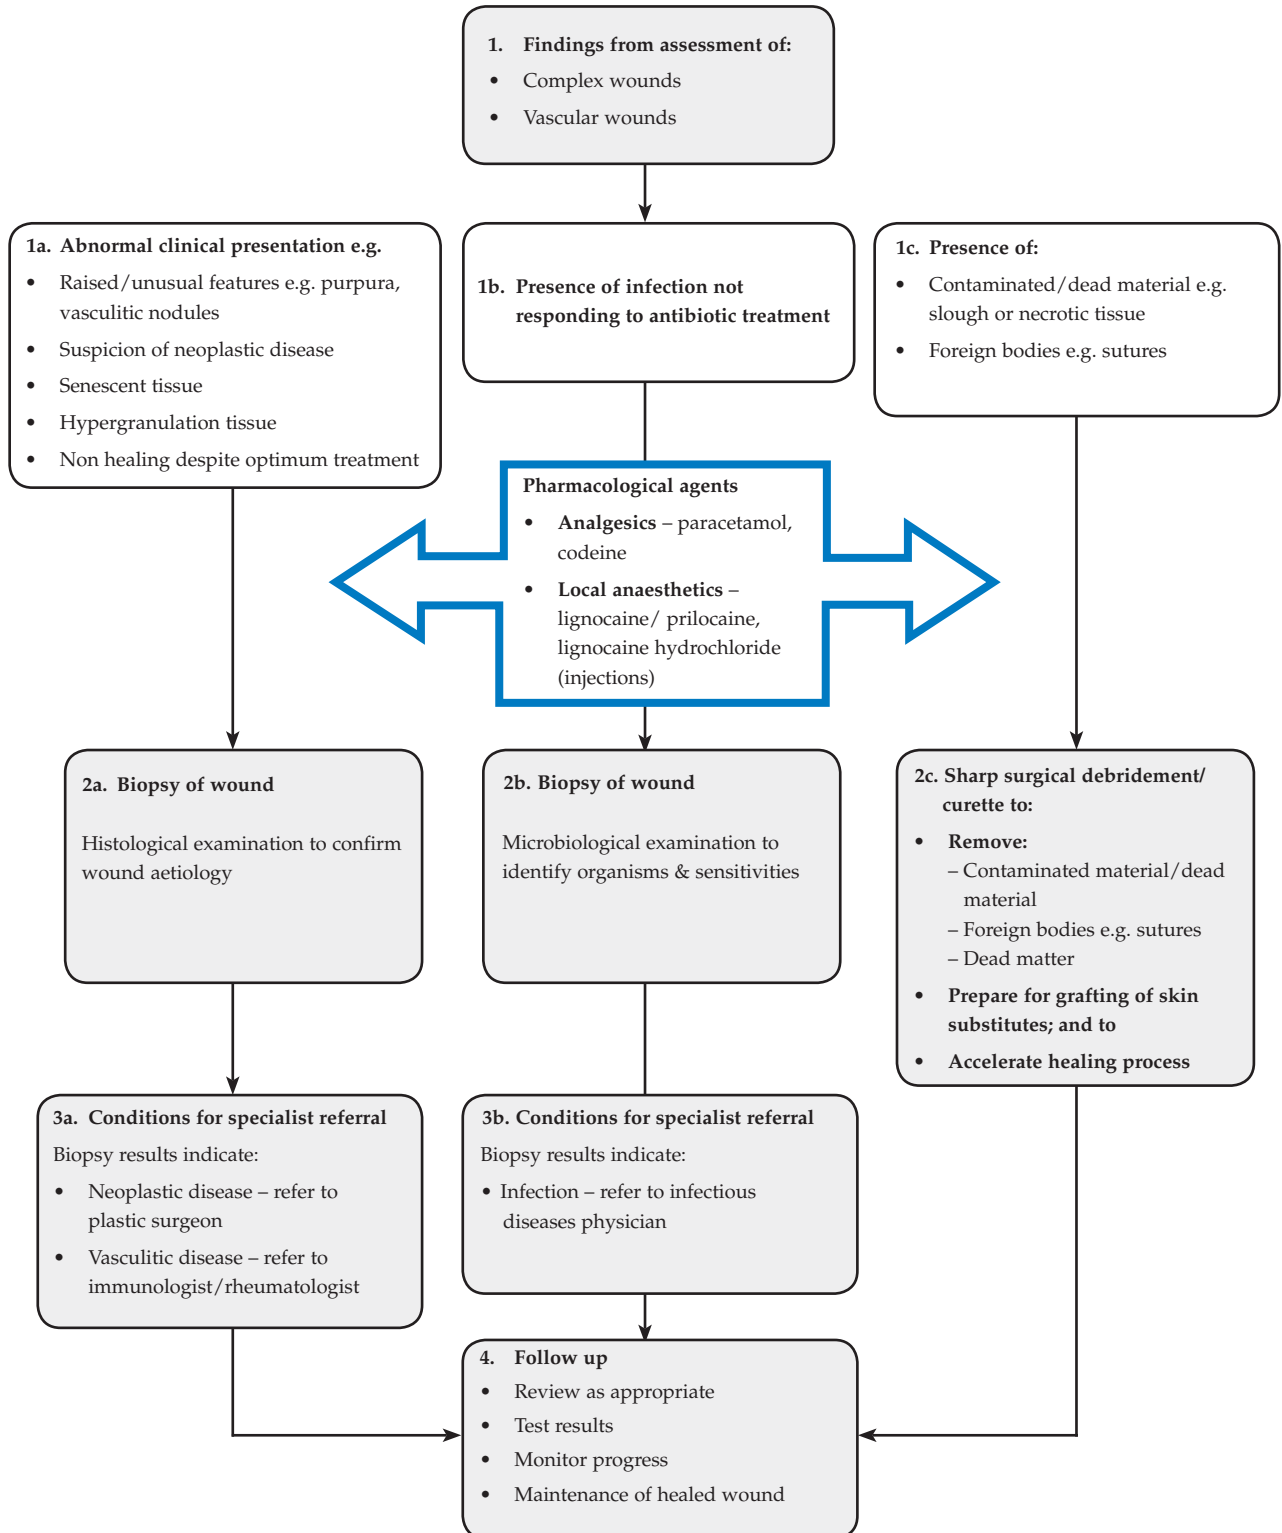 1. Findings from assessment of:
• Complex wounds
• Vascular wounds
1a. Abnormal clinical presentation e.g.
• Raised/unusual features e.g. purpura,
vasculitic nodules
• Suspicion of neoplastic disease
• Senescent tissue
• Hypergranulation tissue
• Non healing despite optimum treatment
1b. Presence of infection not
responding to antibiotic treatment
1c. Presence of:
• Contaminated/dead material e.g.
slough or necrotic tissue
• Foreign bodies e.g. sutures
Pharmacological agents
• Analgesics – paracetamol,
codeine
• Local anaesthetics –
lignocaine/ prilocaine,
lignocaine hydrochloride
(injections)
2a. Biopsy of wound
Histological examination to confirm
wound aetiology
2b. Biopsy of wound
Microbiological examination to
identify organisms & sensitivities
2c. Sharp surgical debridement/
curette to:
• Remove:
– Contaminated material/dead
material
– Foreign bodies e.g. sutures
– Dead matter
• Prepare for grafting of skin
substitutes; and to
• Accelerate healing process
3a. Conditions for specialist referral
Biopsy results indicate:
• Neoplastic disease – refer to
plastic surgeon
• Vasculitic disease – refer to
immunologist/rheumatologist
3b. Conditions for specialist referral
Biopsy results indicate:
• Infection – refer to infectious
diseases physician
4. Follow up
• Review as appropriate
• Test results
• Monitor progress
• Maintenance of healed wound